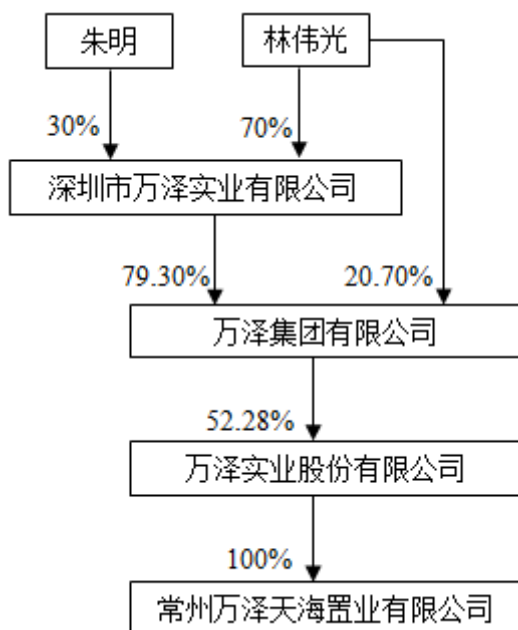 朱明
林伟光
30%
70%
深圳市万泽实业有限公司
79.30%
20.70%
万泽集团有限公司
52.28%
万泽实业股份有限公司
100%
常州万泽天海置业有限公司